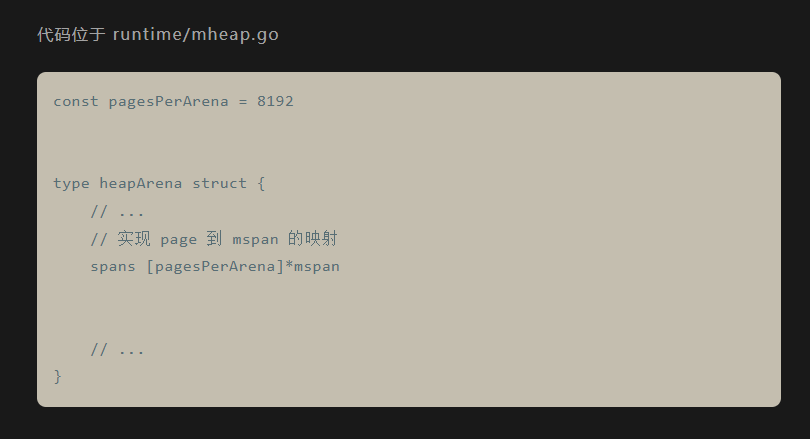 代码位于 runtime/mheap.go
const pagesPerArena = 8192
type heapArena struct {
// ...
// 实现 page 到 mspan 的映射
spans [pagesPerArena]*mspan
// ...
}